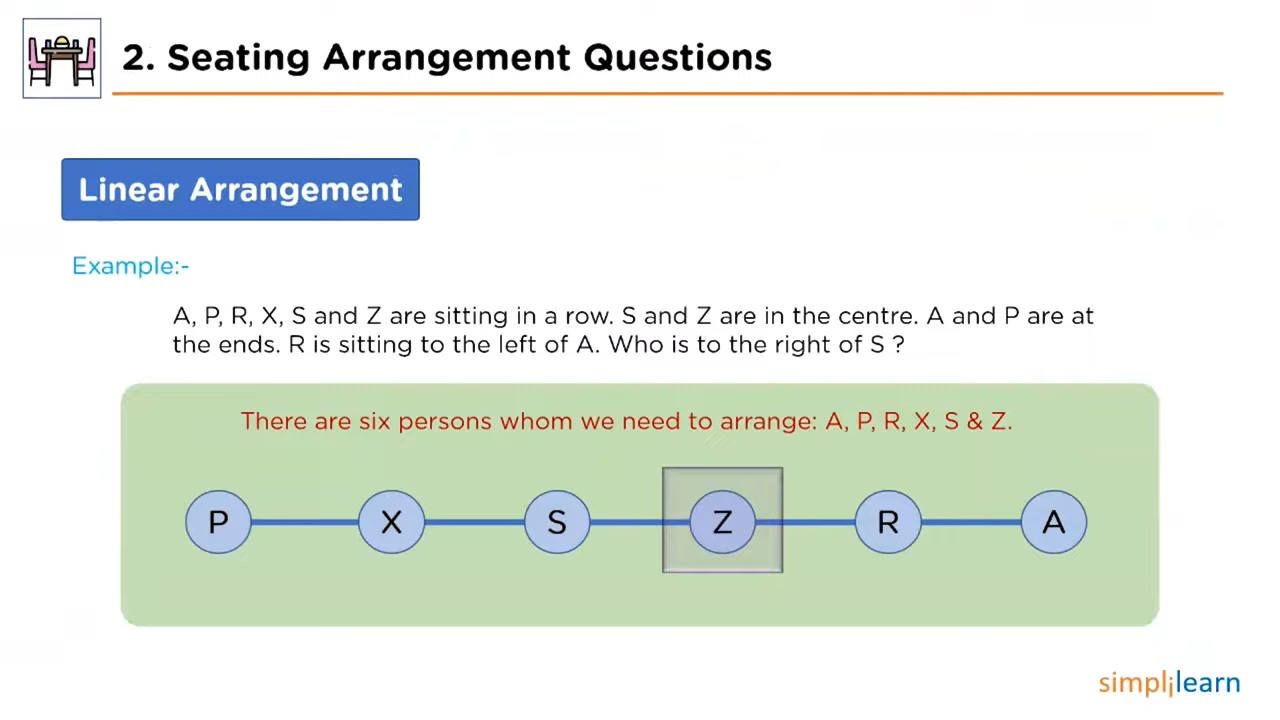 2. Seating Arrangement Questions
Linear Arrangement
Example:-
A, P, R, X, S and Z are sitting in a row. S and Z are in the centre. A and P are at
the ends. R is sitting to the left of A. Who is to the right of S ?
There are six persons whom we need to arrange: A, P, R, X, S & Z.
P X S Z R A
simplilearn